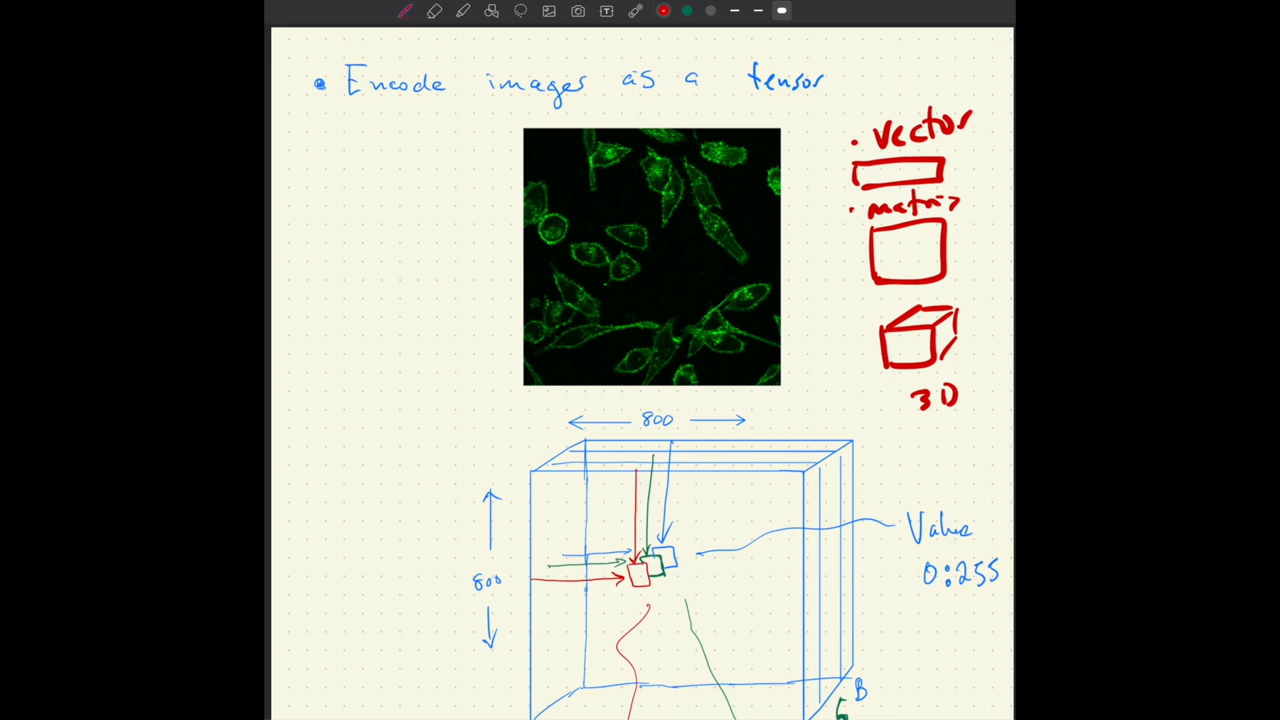 • Encode images as a tensor
• vector
• matrix
3D
800
800
Value
0:255
B
G